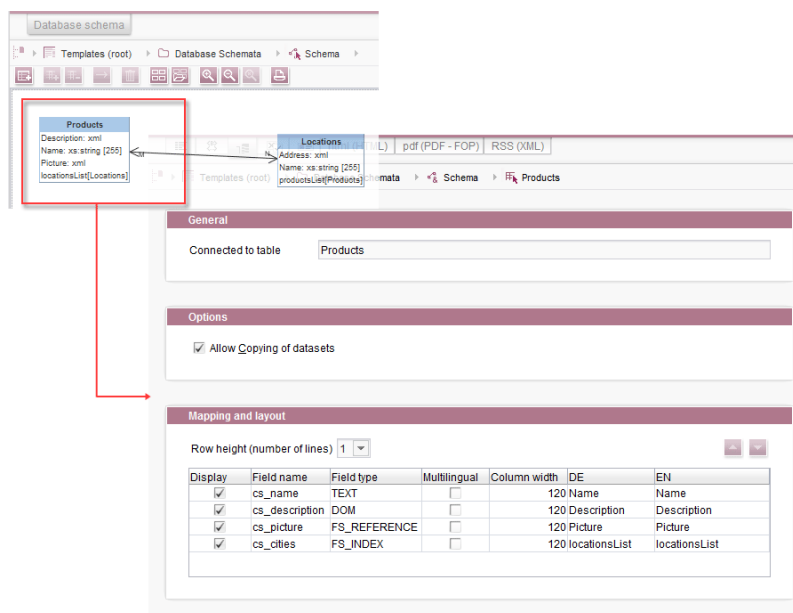 Database schema
Templates (root) Database Schemata Schema
Products
Description: xml
Name: xs:string [255]
Picture: xml
locationsList[Locations]
M
N
Locations
Address: xml
Name: xs:string [255]
productsList[Products]
pdf (PDF - FOP) RSS (XML)
Templates (root) Schema Products
General
Connected to table Products
Options
Allow Copying of datasets
Mapping and layout
Row height (number of lines) 1
Display Field name Field type Multilingual Column width DE EN
cs_name TEXT 120 Name Name
cs_description DOM 120 Description Description
cs_picture FS_REFERENCE 120 Picture Picture
cs_cities FS_INDEX 120 locationsList locationsList